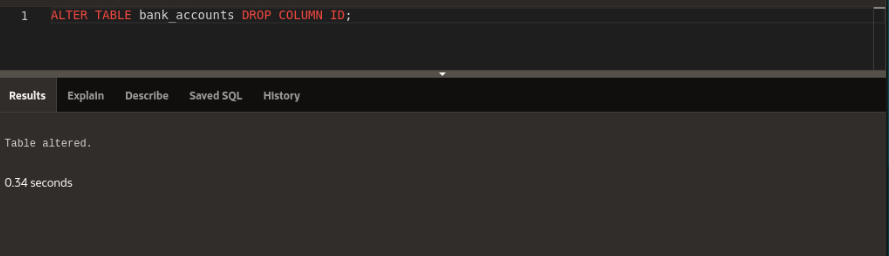 1 ALTER TABLE bank_accounts DROP COLUMN ID;
Results Explain Describe Saved SQL History
Table altered.
0.34 seconds